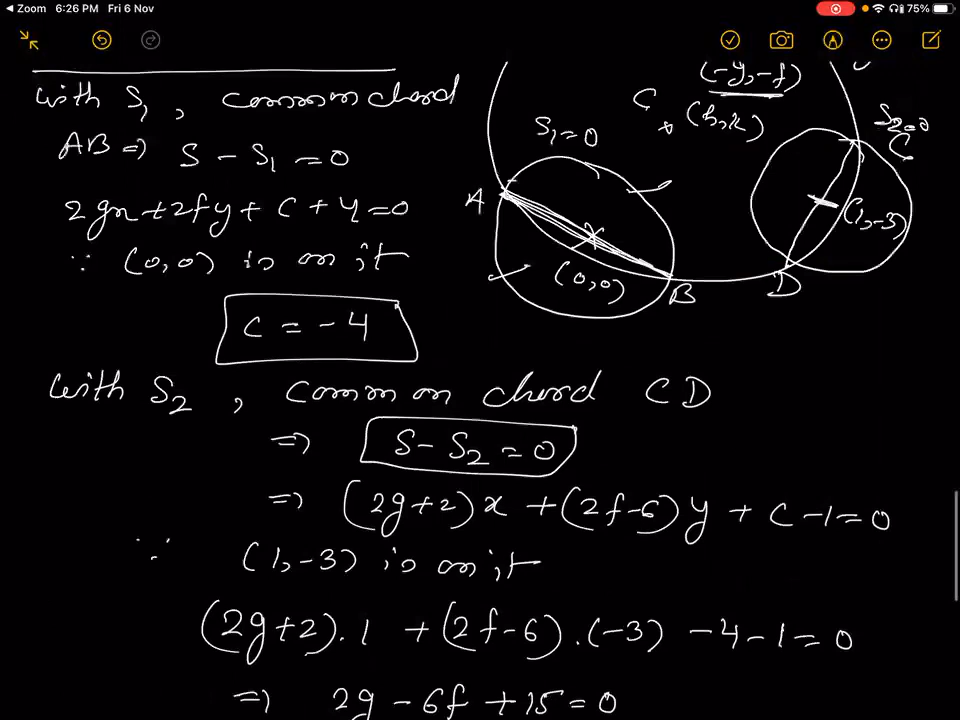 Zoom 6:26 PM Fri 6 Nov 75%
(-g, -f)
C
(h, k)
S₁ = 0
S₂ = 0
C
A
(0, 0)
B
D
(1, -3)
with S₁, common chord
AB ⇒ S - S₁ = 0
2gx + 2fy + C + 4 = 0
∵ (0, 0) is on it
C = -4
with S₂, common chord CD
⇒ S - S₂ = 0
⇒ (2g+2)x + (2f-6)y + C - 1 = 0
∵ (1, -3) is on it
(2g+2).1 + (2f-6).(-3) - 4 - 1 = 0
⇒ 2g - 6f + 15 = 0